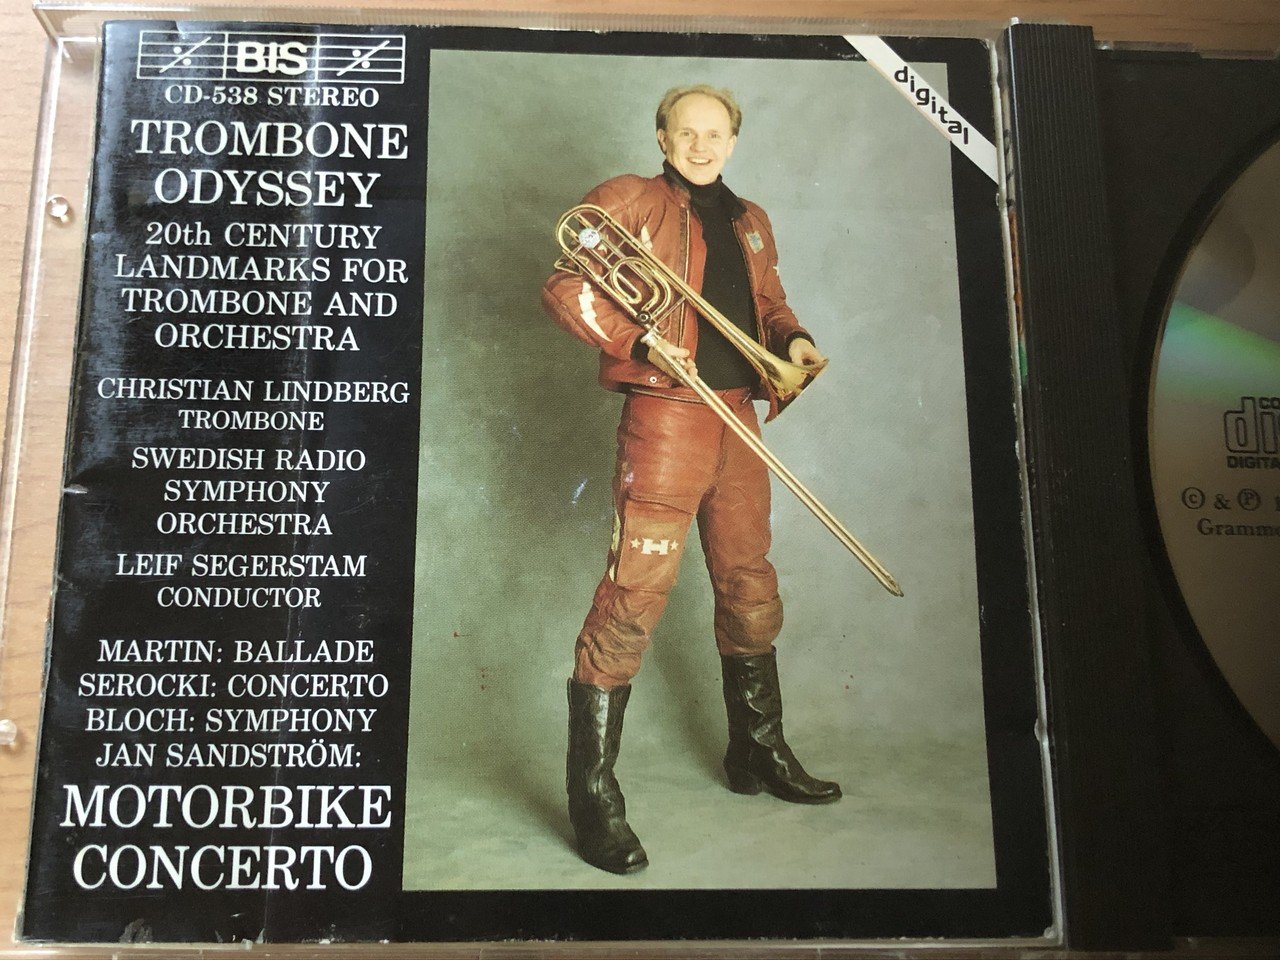 BIS
CD-538 STEREO
TROMBONE
ODYSSEY
20th CENTURY
LANDMARKS FOR
TROMBONE AND
ORCHESTRA
CHRISTIAN LINDBERG
TROMBONE
SWEDISH RADIO
SYMPHONY
ORCHESTRA
LEIF SEGERSTAM
CONDUCTOR
MARTIN: BALLADE
SEROCKI: CONCERTO
BLOCH: SYMPHONY
JAN SANDSTRÖM:
MOTORBIKE
CONCERTO
digital
★H★
DIGITA
© & ℗